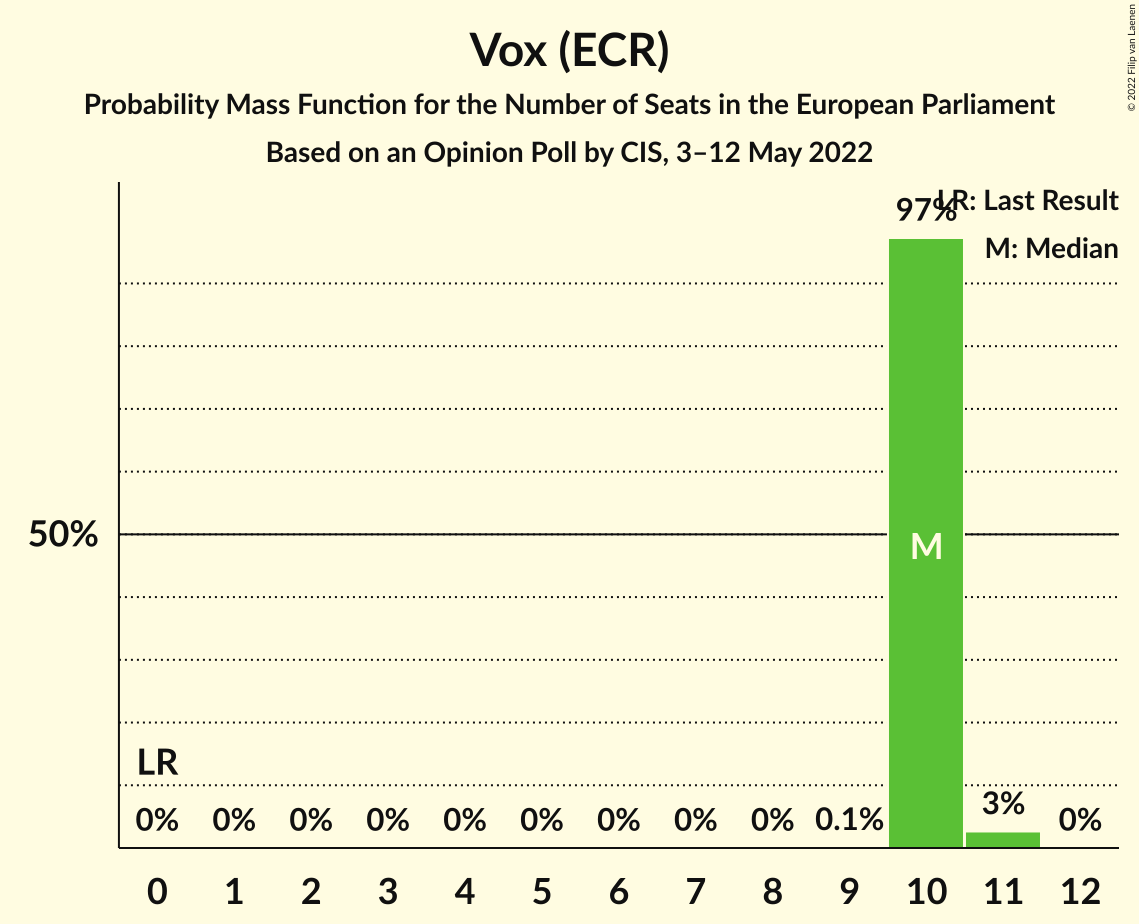 Vox (ECR)
Probability Mass Function for the Number of Seats in the European Parliament
Based on an Opinion Poll by CIS, 3–12 May 2022
© 2022 Filip van Laenen
LR: Last Result
M: Median
97%
50%
M
LR
0% 0% 0% 0% 0% 0% 0% 0% 0% 0.1% 3% 0%
0 1 2 3 4 5 6 7 8 9 10 11 12